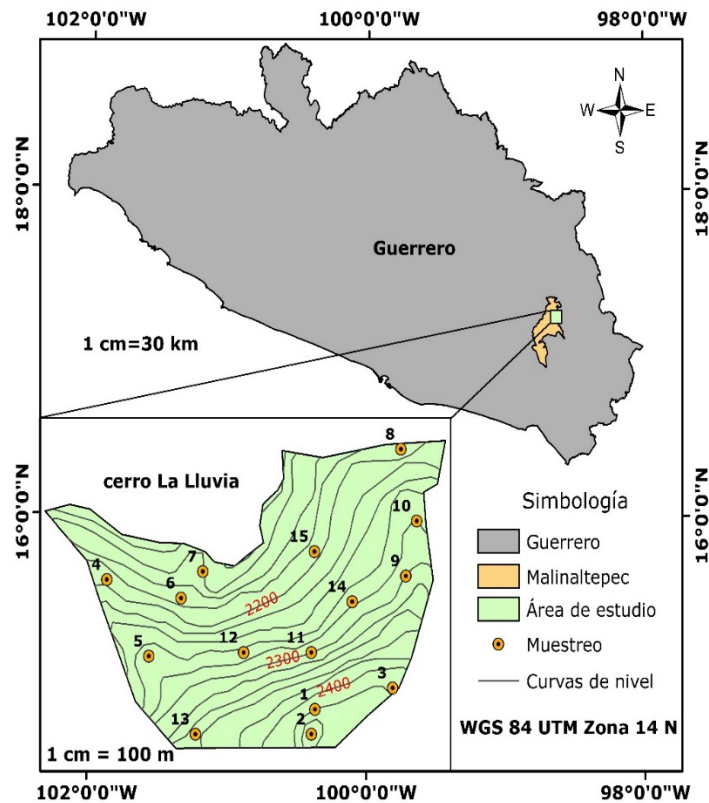 102°0'0"W 100°0'0"W 98°0'0"W
N
W E
S
18°0'0"N 18°0'0"N
Guerrero
1 cm=30 km
8
cerro La Lluvia
16°0'0"N 16°0'0"N
Simbología
Guerrero
Malinaltepec
Área de estudio
Muestreo
Curvas de nivel
WGS 84 UTM Zona 14 N
10
15
7
4
9
6
14
2200
12 11
5
2300
3
2400
1
2
13
1 cm = 100 m
102°0'0"W 100°0'0"W 98°0'0"W